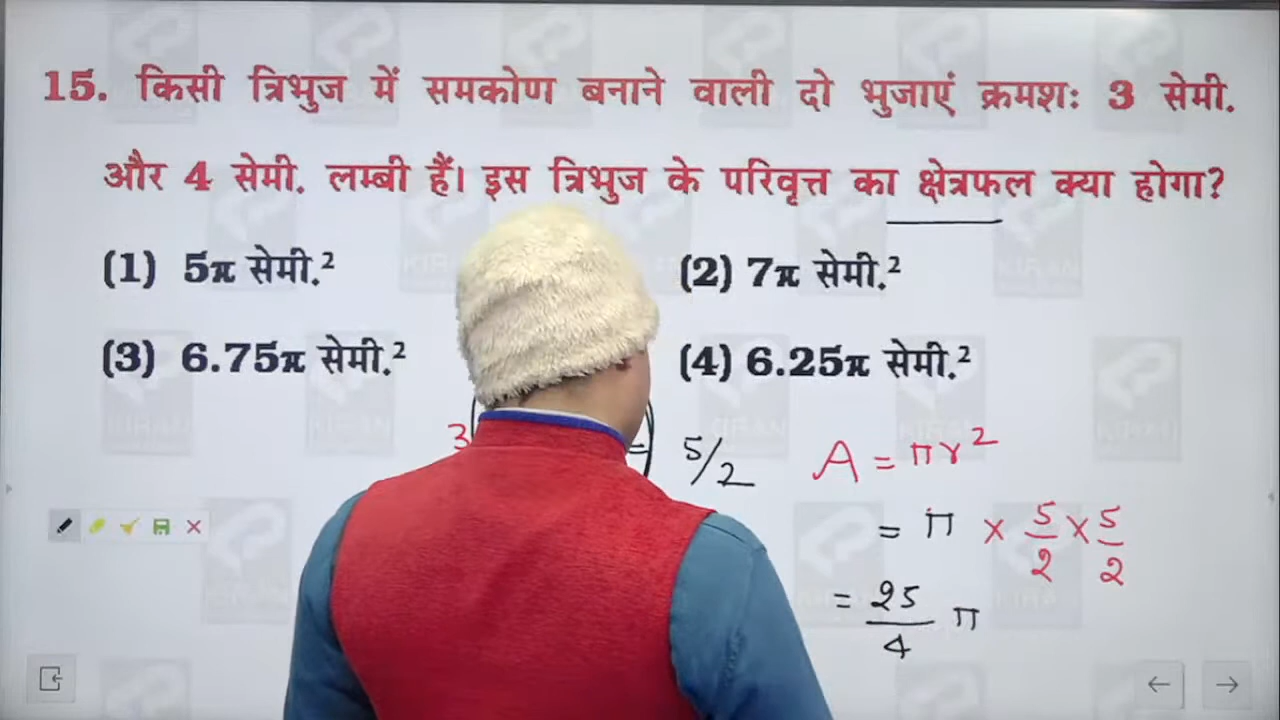 15. किसी त्रिभुज में समकोण बनाने वाली दो भुजाएं क्रमशः 3 सेमी.
और 4 सेमी. लम्बी हैं। इस त्रिभुज के परिवृत्त का क्षेत्रफल क्या होगा?
(1) 5π सेमी.² (2) 7π सेमी.²
(3) 6.75π सेमी.² (4) 6.25π सेमी.²
3 = 5/2 A = πr²
= π × 5/2 × 5/2
= 25/4 π